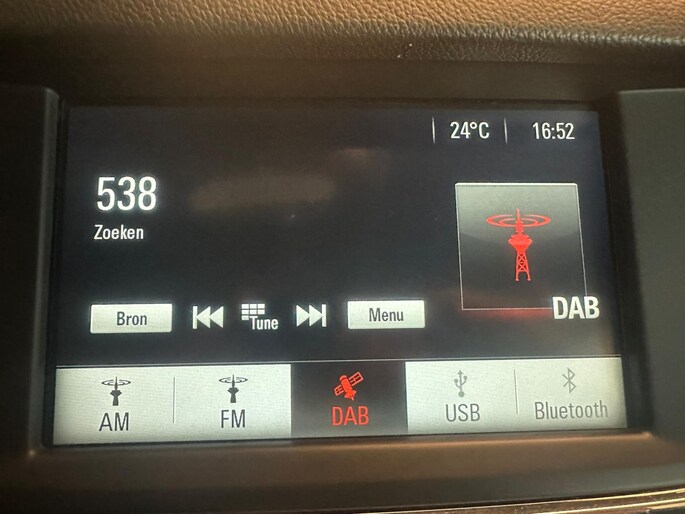 24°C 16:52
538
Zoeken
DAB
Bron Tune Menu
AM FM DAB USB Bluetooth